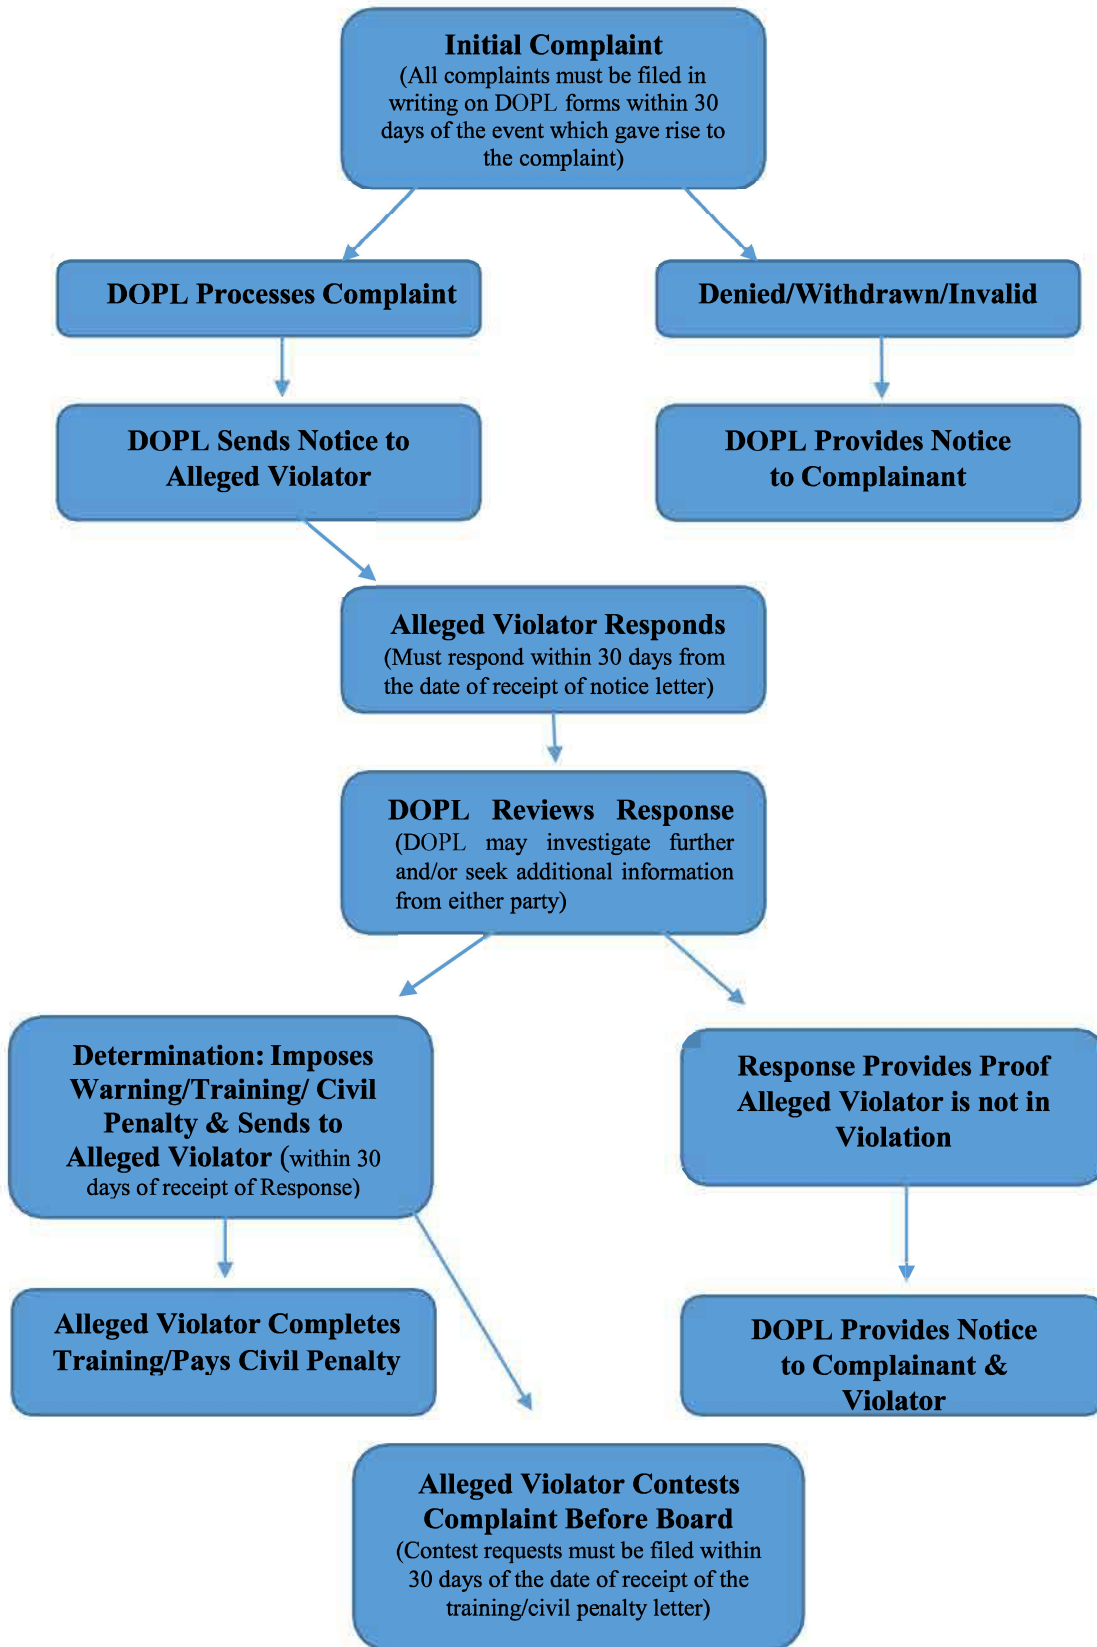 Initial Complaint
(All complaints must be filed in
writing on DOPL forms within 30
days of the event which gave rise to
the complaint)
DOPL Processes Complaint
Denied/Withdrawn/Invalid
DOPL Sends Notice to
Alleged Violator
DOPL Provides Notice
to Complainant
Alleged Violator Responds
(Must respond within 30 days from
the date of receipt of notice letter)
DOPL Reviews Response
(DOPL may investigate further
and/or seek additional information
from either party)
Determination: Imposes
Warning/Training/ Civil
Penalty & Sends to
Alleged Violator (within 30
days of receipt of Response)
Response Provides Proof
Alleged Violator is not in
Violation
Alleged Violator Completes
Training/Pays Civil Penalty
DOPL Provides Notice
to Complainant &
Violator
Alleged Violator Contests
Complaint Before Board
(Contest requests must be filed within
30 days of the date of receipt of the
training/civil penalty letter)